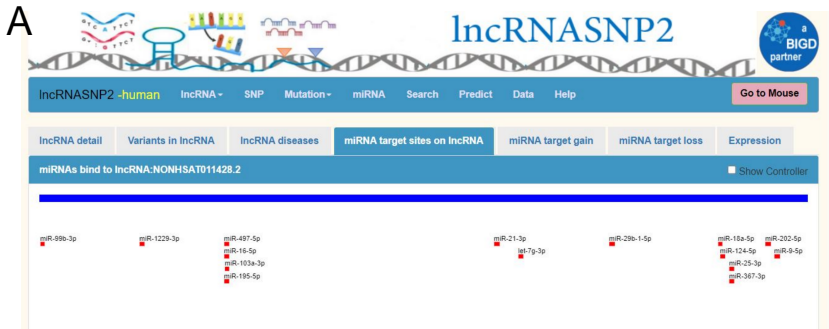 A
lncRNASNP2
a
BIGD
partner
lncRNASNP2 -human lncRNA SNP Mutation miRNA Search Predict Data Help Go to Mouse
lncRNA detail Variants in lncRNA lncRNA diseases miRNA target sites on lncRNA miRNA target gain miRNA target loss Expression
miRNAs bind to lncRNA:NONHSAT011428.2 Show Controller
miR-99b-3p miR-1229-3p miR-497-5p miR-21-3p miR-29b-1-5p miR-18a-5p miR-202-5p
miR-16-5p let-7g-3p miR-124-5p miR-9-5p
miR-103a-3p miR-25-3p
miR-195-5p miR-367-3p